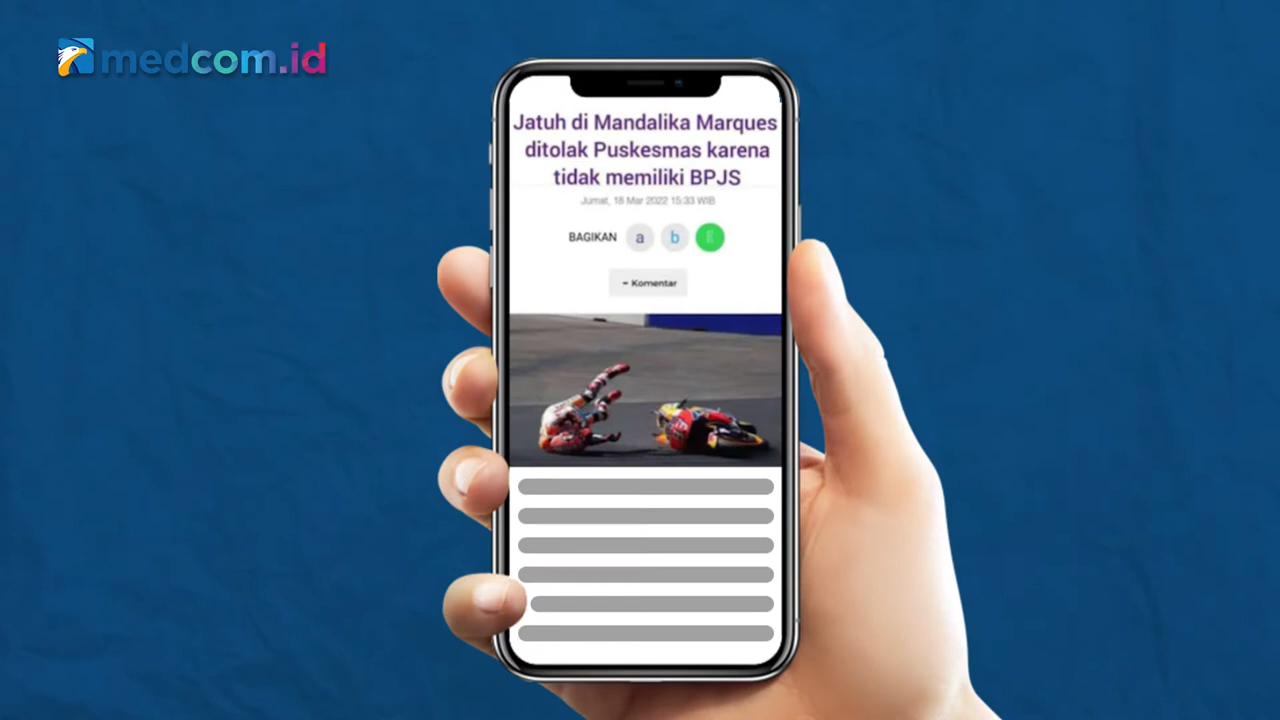 medcom.id
Jatuh di Mandalika Marques
ditolak Puskesmas karena
tidak memiliki BPJS
Jumat, 18 Mar 2022 15:33 WIB
BAGIKAN a b
- Komentar